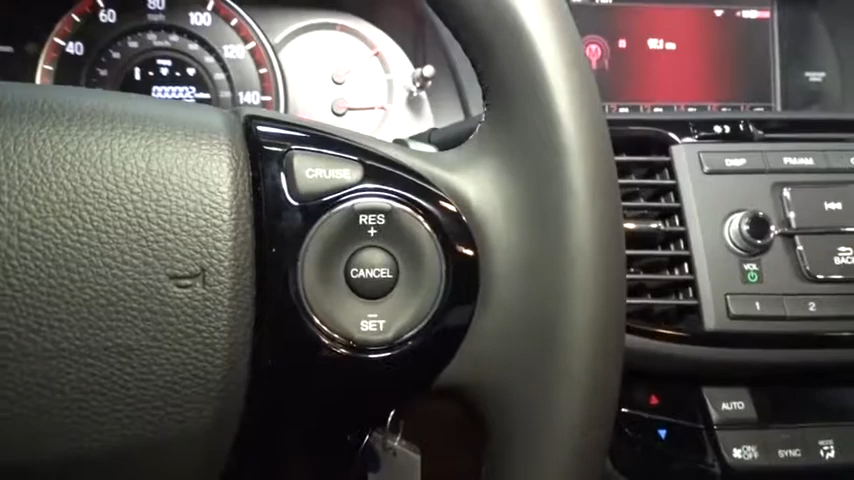 40
60
80
100
120
140
000002
CRUISE
RES
+
CANCEL
−
SET
DISP
FM/AM
VOL
BACK
1
2
AUTO
ON/OFF
SYNC
MODE